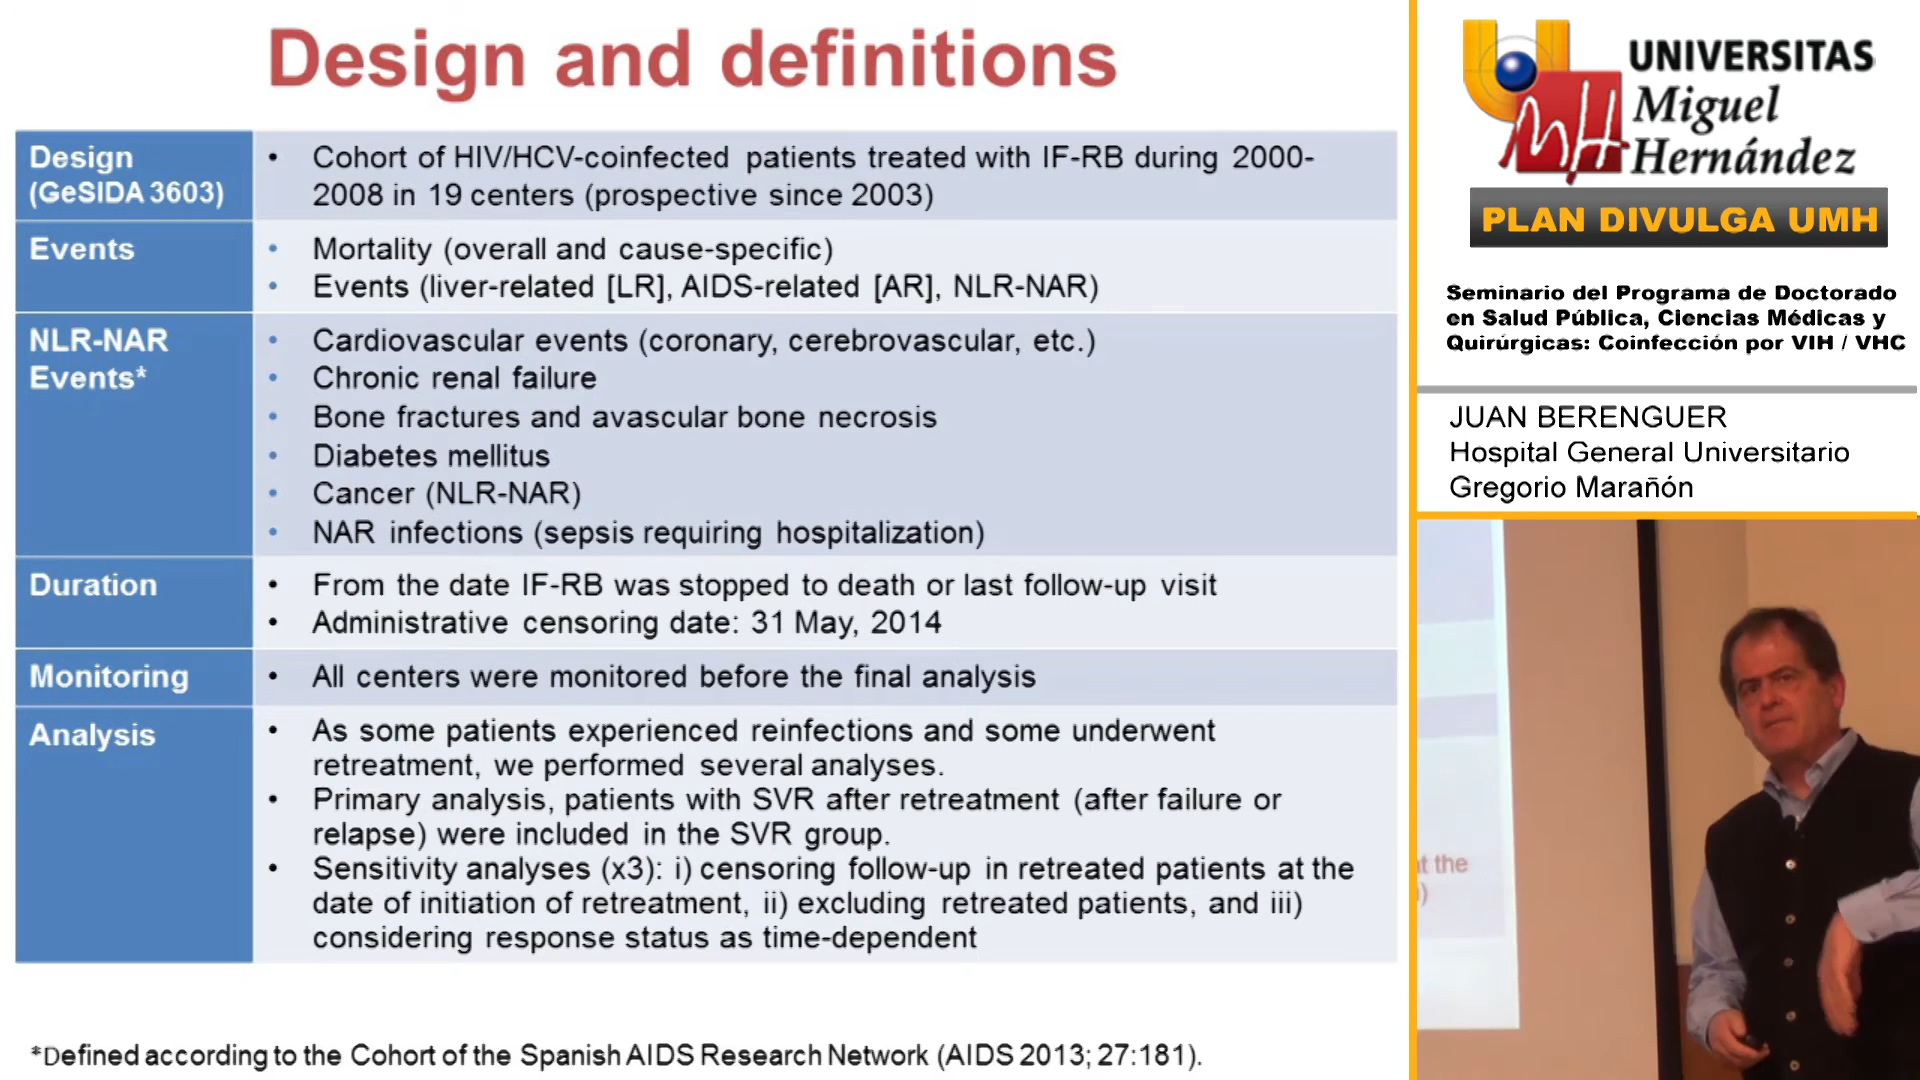 Design and definitions
Design
(GeSIDA 3603)
• Cohort of HIV/HCV-coinfected patients treated with IF-RB during 2000-
2008 in 19 centers (prospective since 2003)
Events
• Mortality (overall and cause-specific)
• Events (liver-related [LR], AIDS-related [AR], NLR-NAR)
NLR-NAR
Events*
• Cardiovascular events (coronary, cerebrovascular, etc.)
• Chronic renal failure
• Bone fractures and avascular bone necrosis
• Diabetes mellitus
• Cancer (NLR-NAR)
• NAR infections (sepsis requiring hospitalization)
Duration
• From the date IF-RB was stopped to death or last follow-up visit
• Administrative censoring date: 31 May, 2014
Monitoring
• All centers were monitored before the final analysis
Analysis
• As some patients experienced reinfections and some underwent
retreatment, we performed several analyses.
• Primary analysis, patients with SVR after retreatment (after failure or
relapse) were included in the SVR group.
• Sensitivity analyses (x3): i) censoring follow-up in retreated patients at the
date of initiation of retreatment, ii) excluding retreated patients, and iii)
considering response status as time-dependent
*Defined according to the Cohort of the Spanish AIDS Research Network (AIDS 2013; 27:181).
UMH
UNIVERSITAS
Miguel
Hernández
PLAN DIVULGA UMH
Seminario del Programa de Doctorado
en Salud Pública, Ciencias Médicas y
Quirúrgicas: Coinfección por VIH / VHC
JUAN BERENGUER
Hospital General Universitario
Gregorio Marañón
the
)